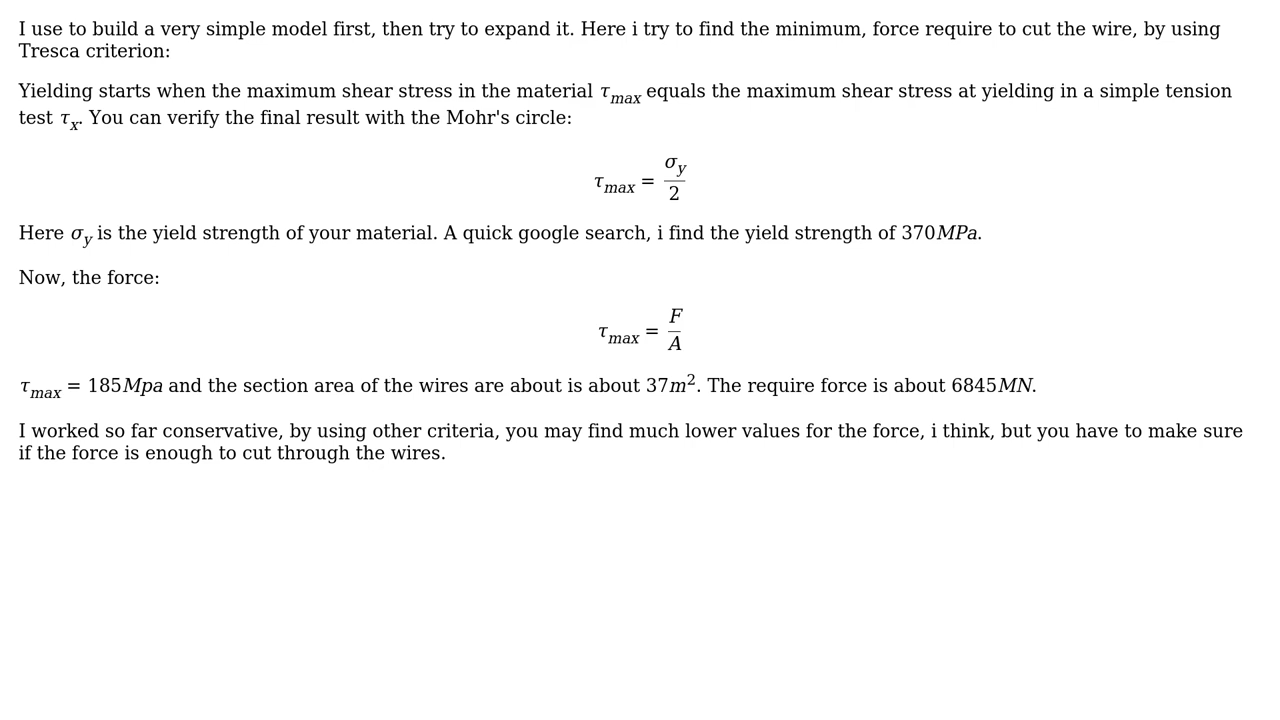 I use to build a very simple model first, then try to expand it. Here i try to find the minimum, force require to cut the wire, by using
Tresca criterion:
Yielding starts when the maximum shear stress in the material τ_max equals the maximum shear stress at yielding in a simple tension
test τ_x. You can verify the final result with the Mohr's circle:
τ_max = σ_y/2
Here σ_y is the yield strength of your material. A quick google search, i find the yield strength of 370MPa.
Now, the force:
τ_max = F/A
τ_max = 185Mpa and the section area of the wires are about is about 37m². The require force is about 6845MN.
I worked so far conservative, by using other criteria, you may find much lower values for the force, i think, but you have to make sure
if the force is enough to cut through the wires.